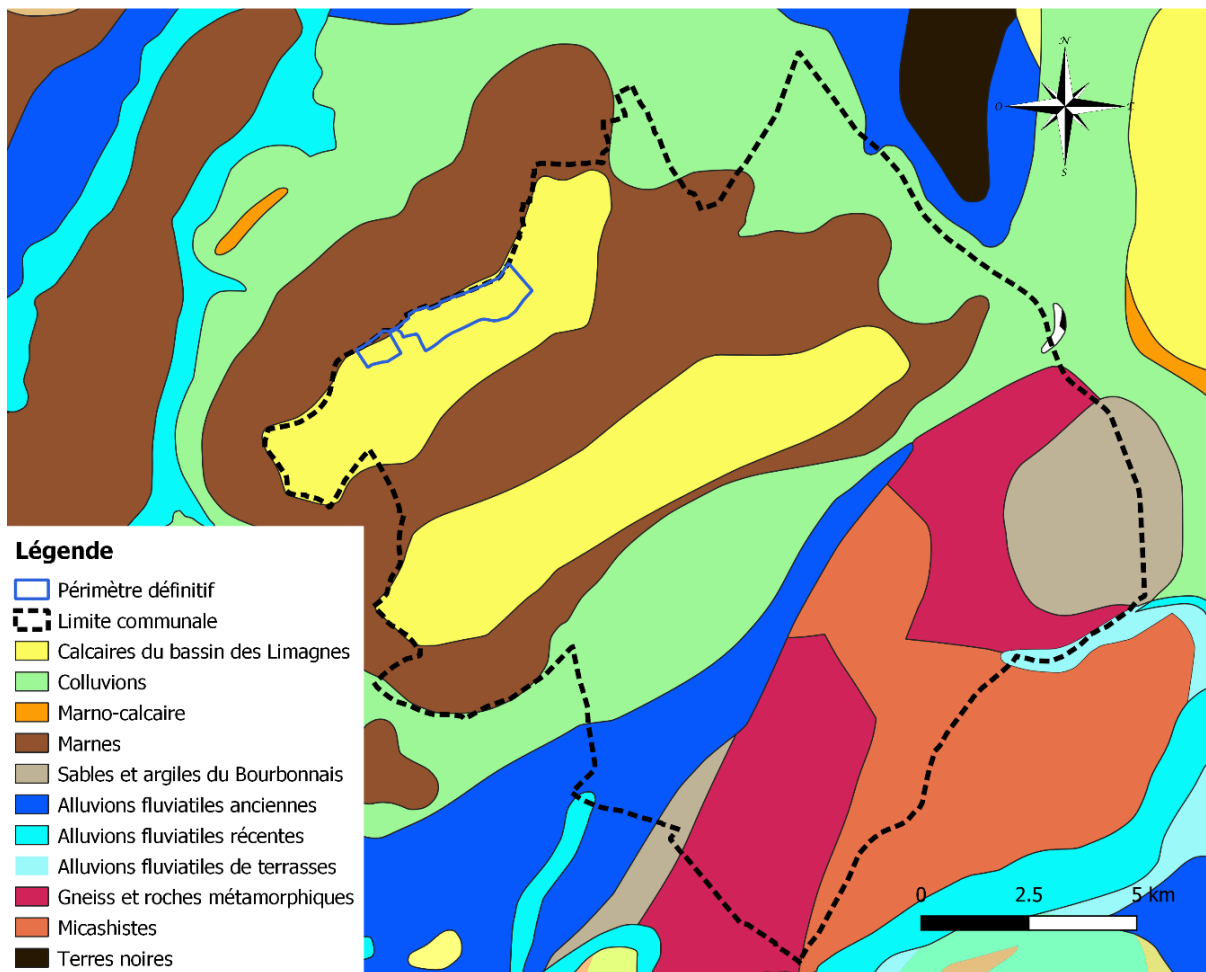 N
O
E
S
Légende
Périmètre définitif
Limite communale
Calcaires du bassin des Limagnes
Colluvions
Marno-calcaire
Marnes
Sables et argiles du Bourbonnais
Alluvions fluviatiles anciennes
Alluvions fluviatiles récentes
Alluvions fluviatiles de terrasses
Gneiss et roches métamorphiques
Micashistes
Terres noires
0 2.5 5 km